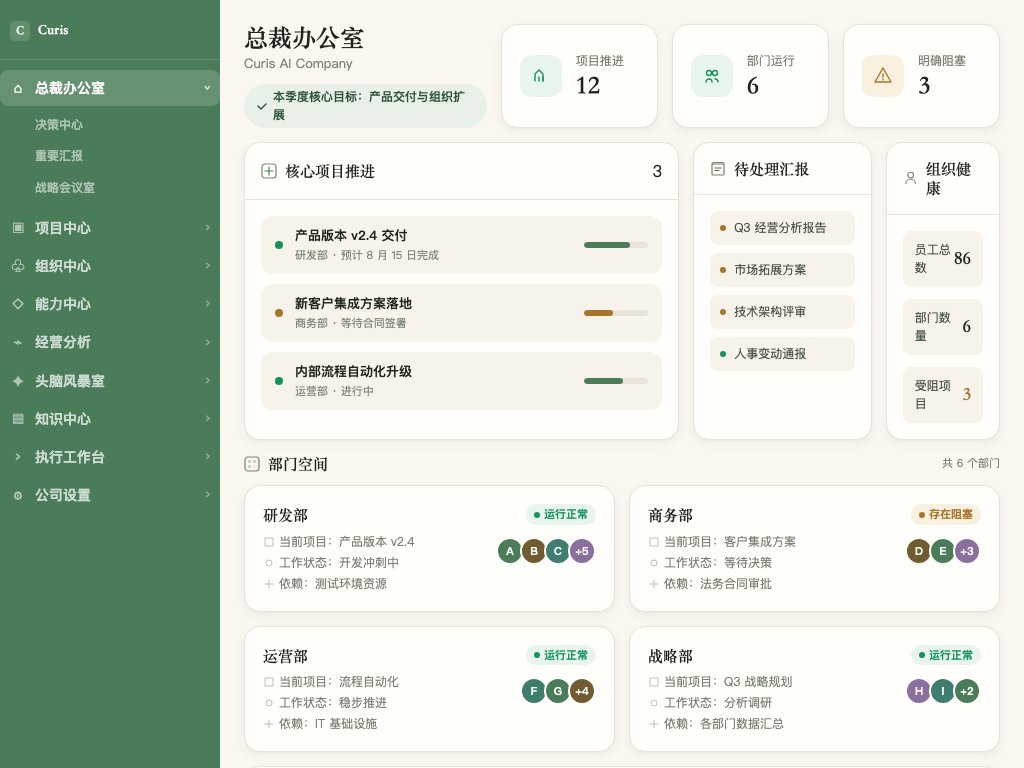 C Curis
总裁办公室
决策中心
重要汇报
战略会议室
项目中心
组织中心
能力中心
经营分析
头脑风暴室
知识中心
执行工作台
公司设置
总裁办公室
Curis AI Company
本季度核心目标：产品交付与组织扩
展
项目推进
12
部门运行
6
明确阻塞
3
核心项目推进 3
产品版本 v2.4 交付
研发部 · 预计 8 月 15 日完成
新客户集成方案落地
商务部 · 等待合同签署
内部流程自动化升级
运营部 · 进行中
待处理汇报
Q3 经营分析报告
市场拓展方案
技术架构评审
人事变动通报
组织健
康
员工总
数 86
部门数
量 6
受阻项
目 3
部门空间
共 6 个部门
研发部 运行正常
当前项目：产品版本 v2.4
工作状态：开发冲刺中
依赖：测试环境资源
A B C +5
商务部 存在阻塞
当前项目：客户集成方案
工作状态：等待决策
依赖：法务合同审批
D E +3
运营部 运行正常
当前项目：流程自动化
工作状态：稳步推进
依赖：IT 基础设施
F G +4
战略部 运行正常
当前项目：Q3 战略规划
工作状态：分析调研
依赖：各部门数据汇总
H I +2